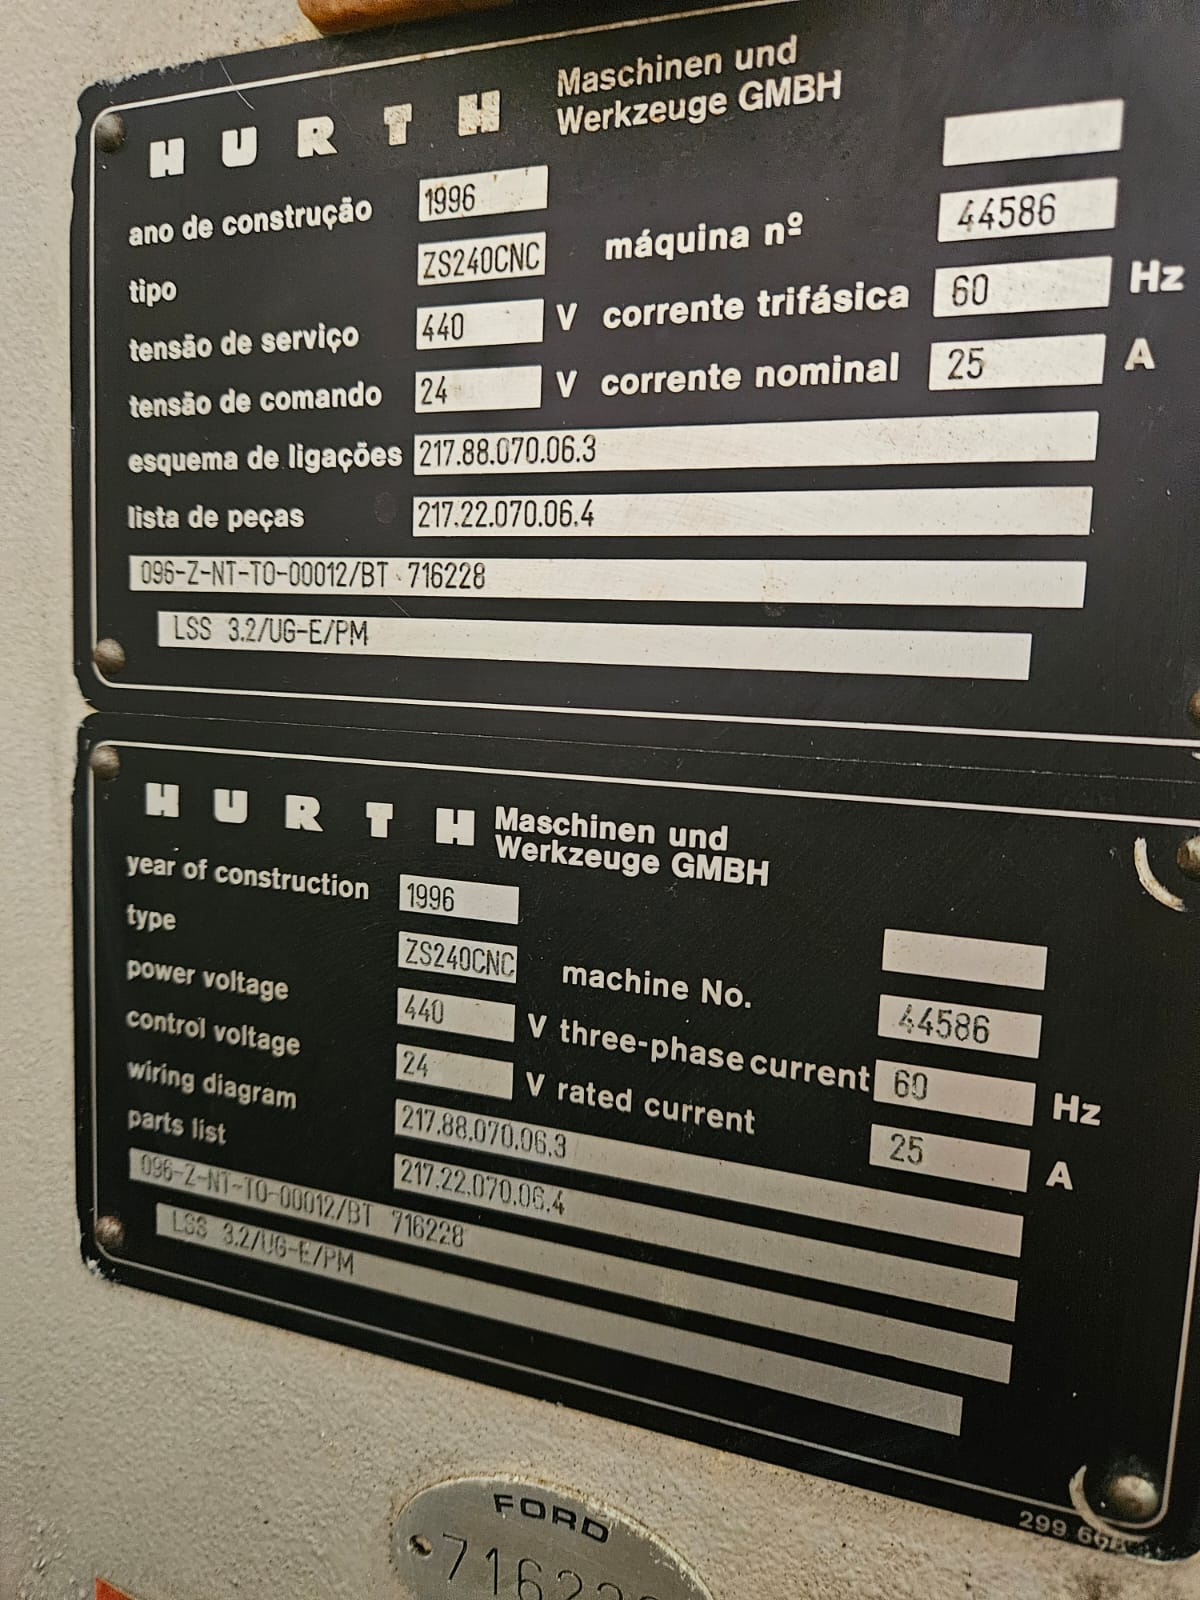 HURTH Maschinen und
Werkzeuge GMBH
ano de construção 1996
tipo ZS240CNC máquina nº 44586
tensão de serviço 440 V corrente trifásica 60 Hz
tensão de comando 24 V corrente nominal 25 A
esquema de ligações 217.88.070.06.3
lista de peças 217.22.070.06.4
096-Z-NT-TO-00012/BT 716228
LSS 3.2/UG-E/PM
HURTH Maschinen und
Werkzeuge GMBH
year of construction 1996
type ZS240CNC machine No. 44586
power voltage 440 V three-phase current 60 Hz
control voltage 24 V rated current 25 A
wiring diagram 217.88.070.06.3
parts list 217.22.070.06.4
096-Z-NT-TO-00012/BT 716228
LSS 3.2/UG-E/PM
299
FORD